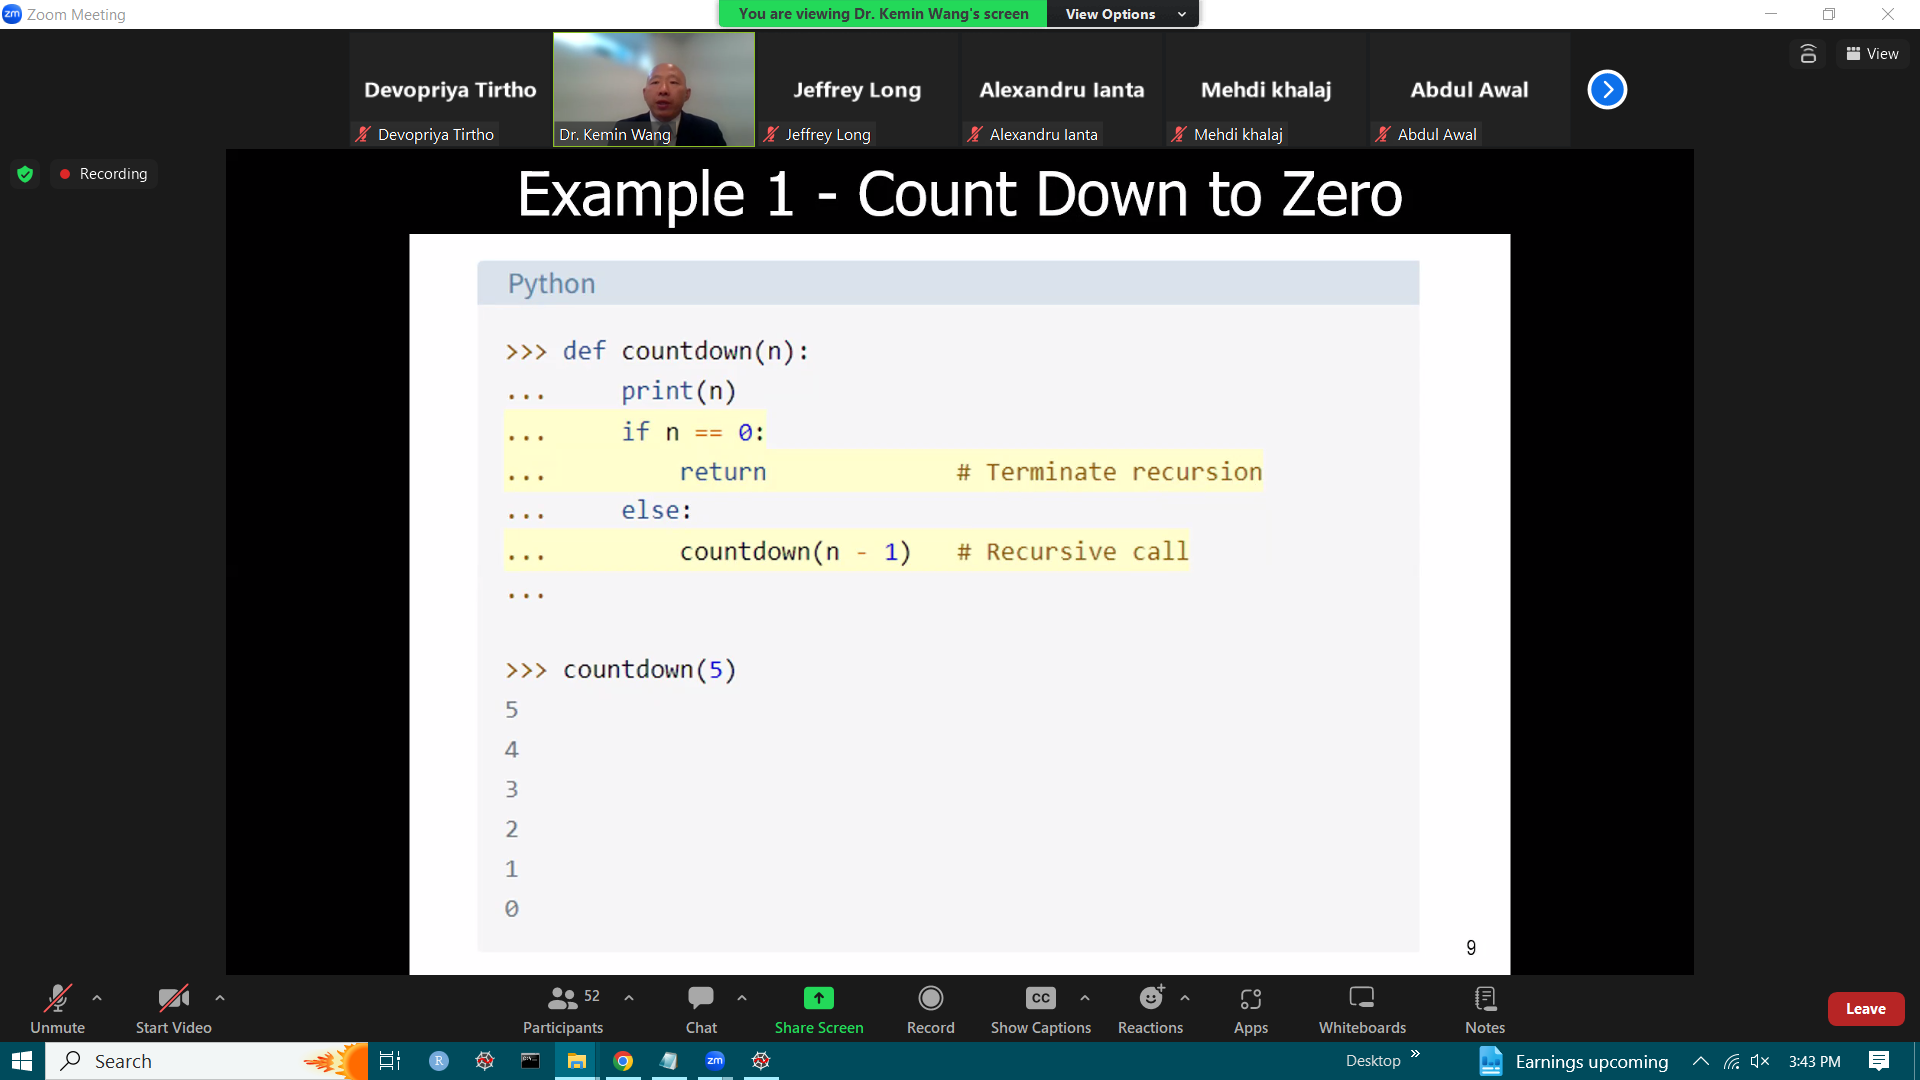 zm Zoom Meeting
You are viewing Dr. Kemin Wang's screen View Options
View
Devopriya Tirtho Jeffrey Long Alexandru Ianta Mehdi khalaj Abdul Awal
Devopriya Tirtho Dr. Kemin Wang Jeffrey Long Alexandru Ianta Mehdi khalaj Abdul Awal
Recording
Example 1 - Count Down to Zero
Python
>>> def countdown(n):
...     print(n)
...     if n == 0:
...         return             # Terminate recursion
...     else:
...         countdown(n - 1)   # Recursive call
...
>>> countdown(5)
5
4
3
2
1
0
9
52
CC
Unmute Start Video Participants Chat Share Screen Record Show Captions Reactions Apps Whiteboards Notes Leave
Search R zm Desktop » Earnings upcoming 3:43 PM